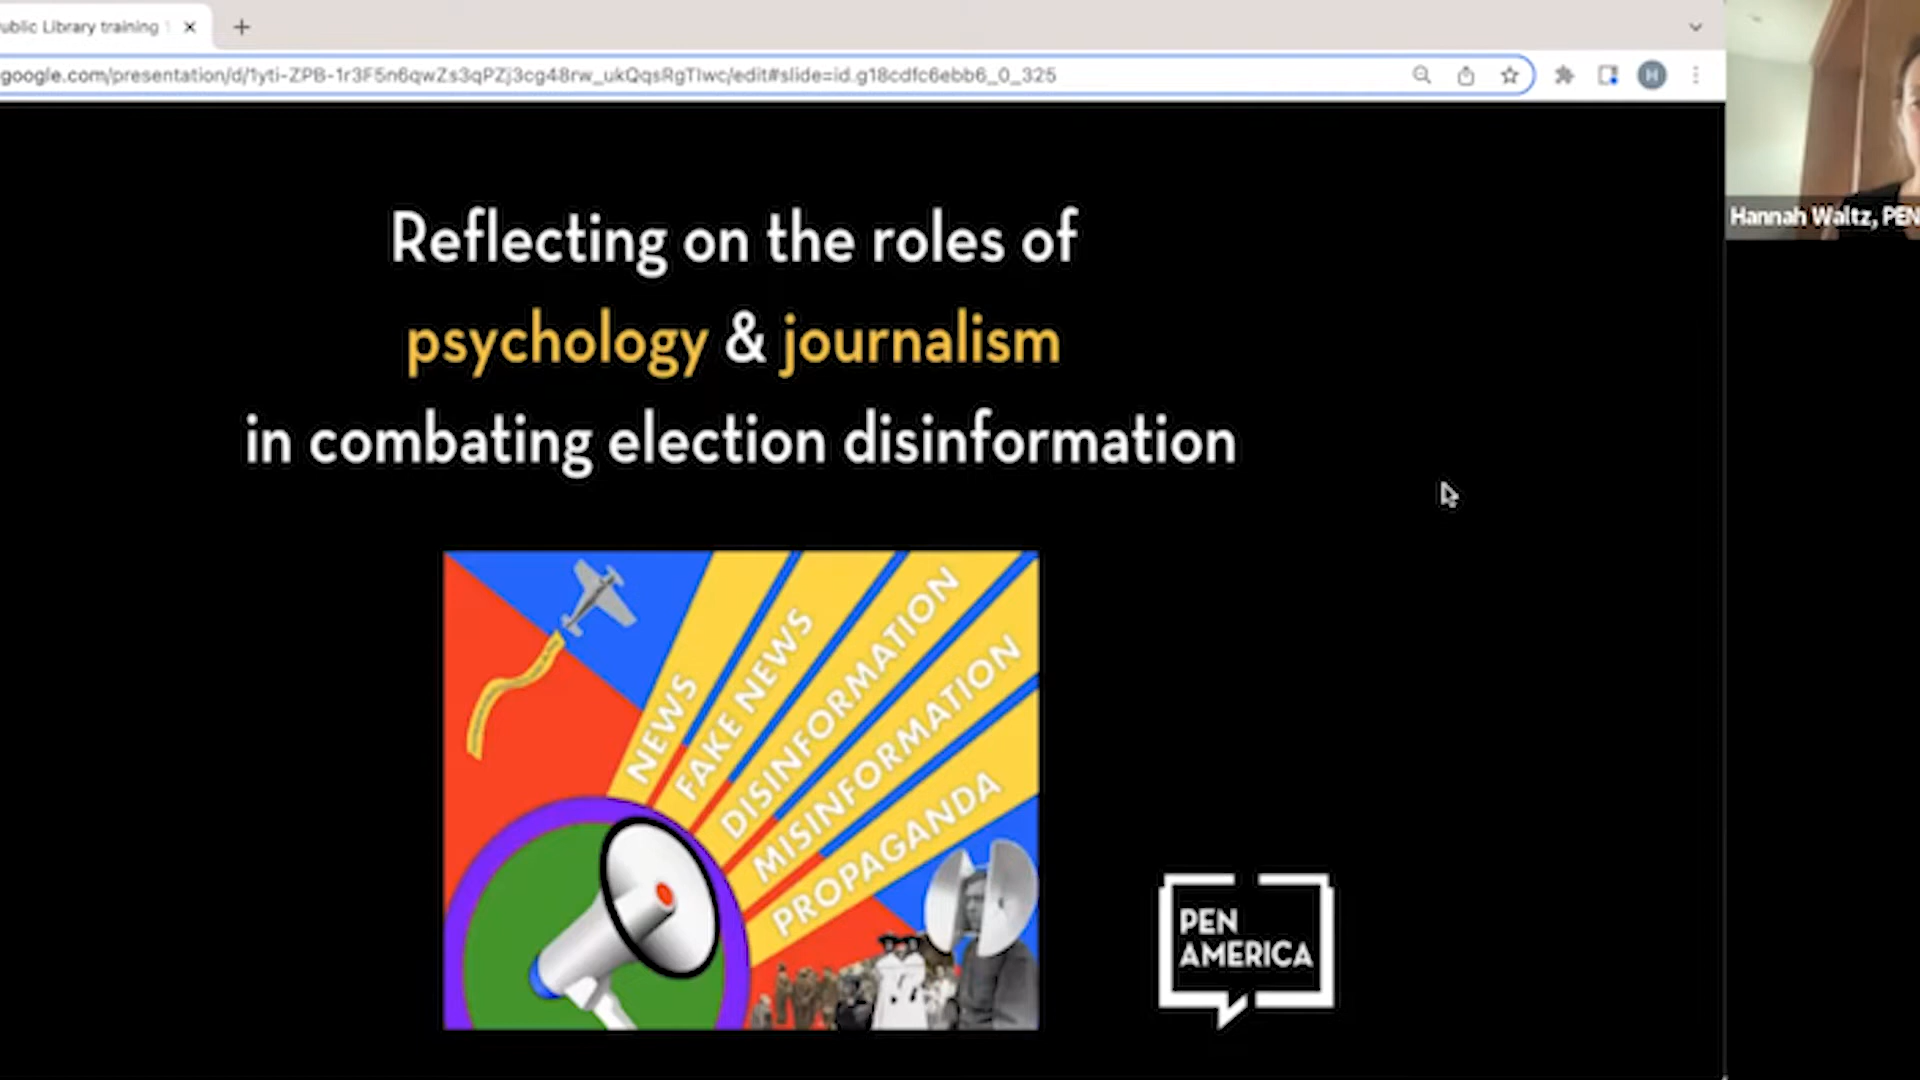 ublic Library training
google.com/presentation/d/1yti-ZPB-1r3F5n6qwZs3qPZj3cg48rw_ukQqsRgTlwc/edit#slide=id.g18cdfc6ebb6_0_325
H
Hannah Waltz, PEN
Reflecting on the roles of
psychology & journalism
in combating election disinformation
NEWS
FAKE NEWS
DISINFORMATION
MISINFORMATION
PROPAGANDA
PEN
AMERICA